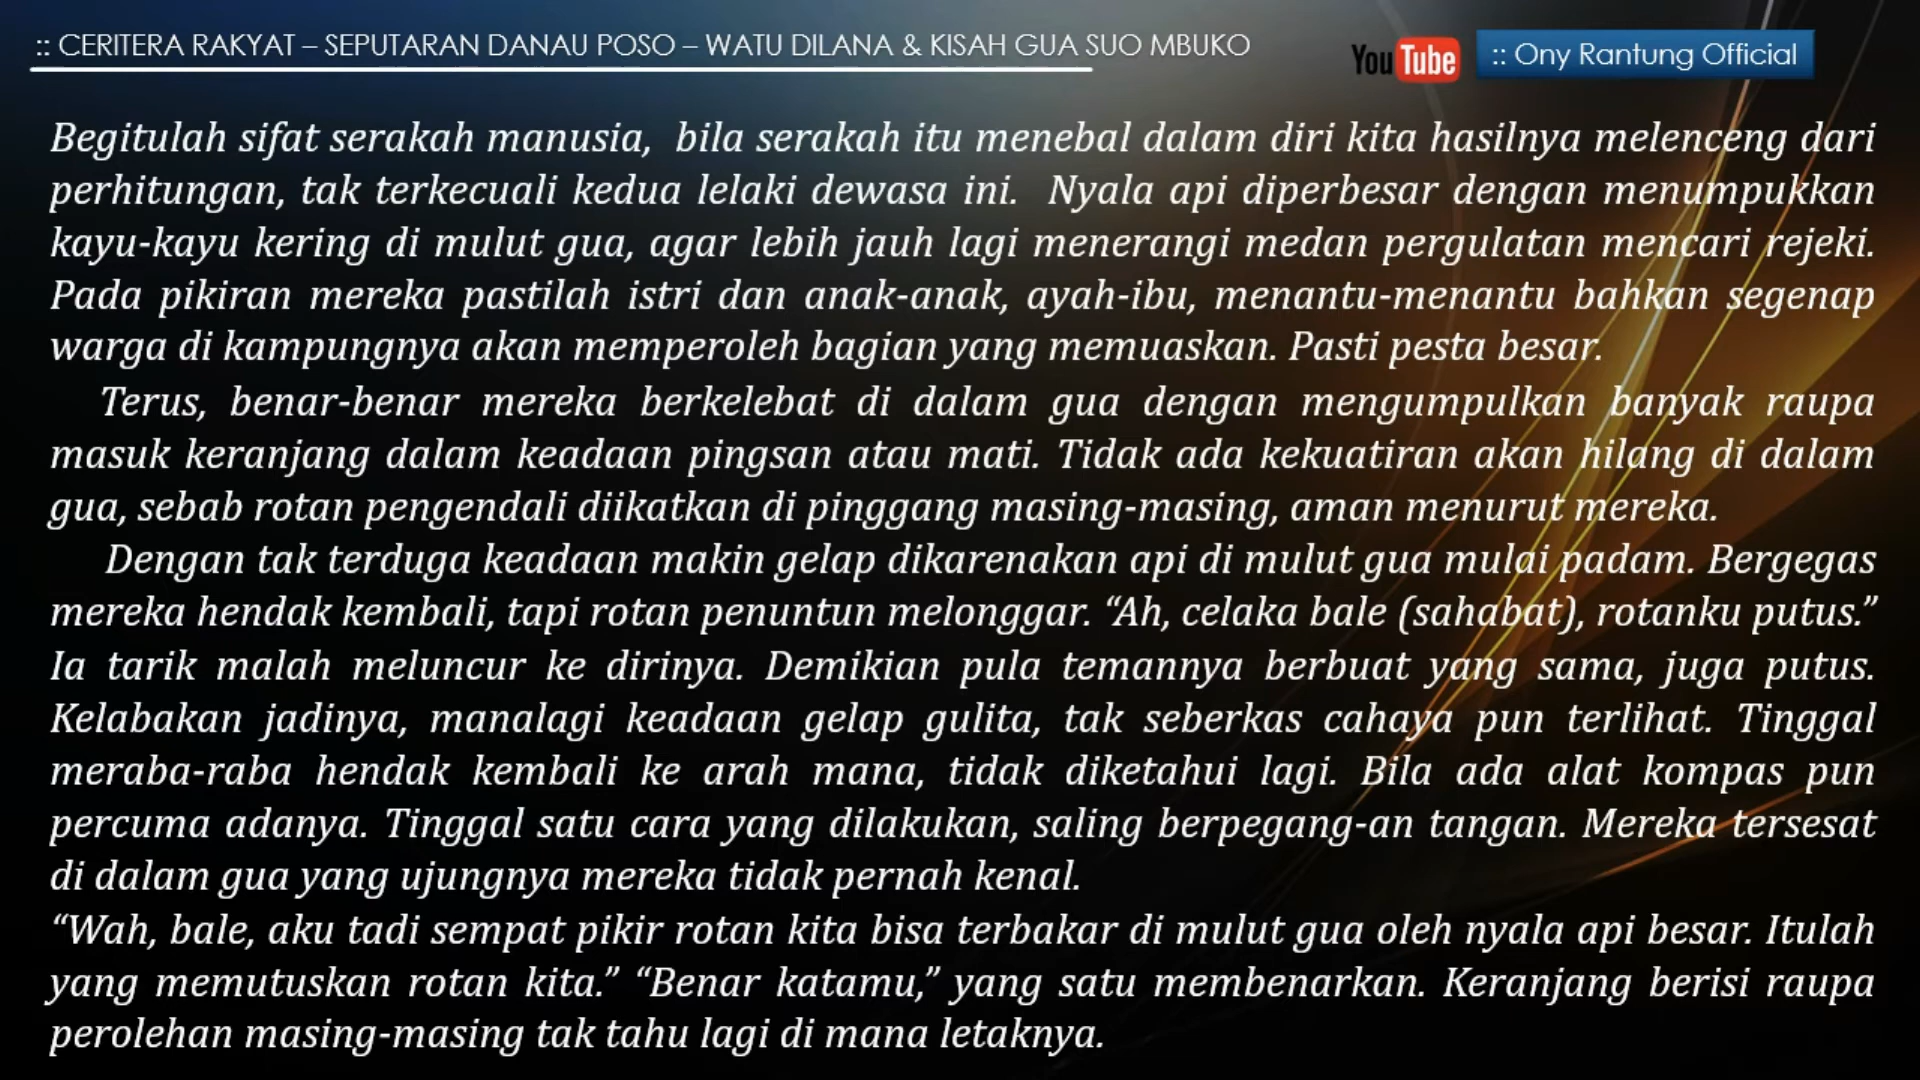 :: CERITERA RAKYAT – SEPUTARAN DANAU POSO – WATU DILANA & KISAH GUA SUO MBUKO
YouTube :: Ony Rantung Official
Begitulah sifat serakah manusia, bila serakah itu menebal dalam diri kita hasilnya melenceng dari
perhitungan, tak terkecuali kedua lelaki dewasa ini. Nyala api diperbesar dengan menumpukkan
kayu-kayu kering di mulut gua, agar lebih jauh lagi menerangi medan pergulatan mencari rejeki.
Pada pikiran mereka pastilah istri dan anak-anak, ayah-ibu, menantu-menantu bahkan segenap
warga di kampungnya akan memperoleh bagian yang memuaskan. Pasti pesta besar.
Terus, benar-benar mereka berkelebat di dalam gua dengan mengumpulkan banyak raupa
masuk keranjang dalam keadaan pingsan atau mati. Tidak ada kekuatiran akan hilang di dalam
gua, sebab rotan pengendali diikatkan di pinggang masing-masing, aman menurut mereka.
Dengan tak terduga keadaan makin gelap dikarenakan api di mulut gua mulai padam. Bergegas
mereka hendak kembali, tapi rotan penuntun melonggar. “Ah, celaka bale (sahabat), rotanku putus.”
Ia tarik malah meluncur ke dirinya. Demikian pula temannya berbuat yang sama, juga putus.
Kelabakan jadinya, manalagi keadaan gelap gulita, tak seberkas cahaya pun terlihat. Tinggal
meraba-raba hendak kembali ke arah mana, tidak diketahui lagi. Bila ada alat kompas pun
percuma adanya. Tinggal satu cara yang dilakukan, saling berpegang-an tangan. Mereka tersesat
di dalam gua yang ujungnya mereka tidak pernah kenal.
“Wah, bale, aku tadi sempat pikir rotan kita bisa terbakar di mulut gua oleh nyala api besar. Itulah
yang memutuskan rotan kita.” “Benar katamu,” yang satu membenarkan. Keranjang berisi raupa
perolehan masing-masing tak tahu lagi di mana letaknya.